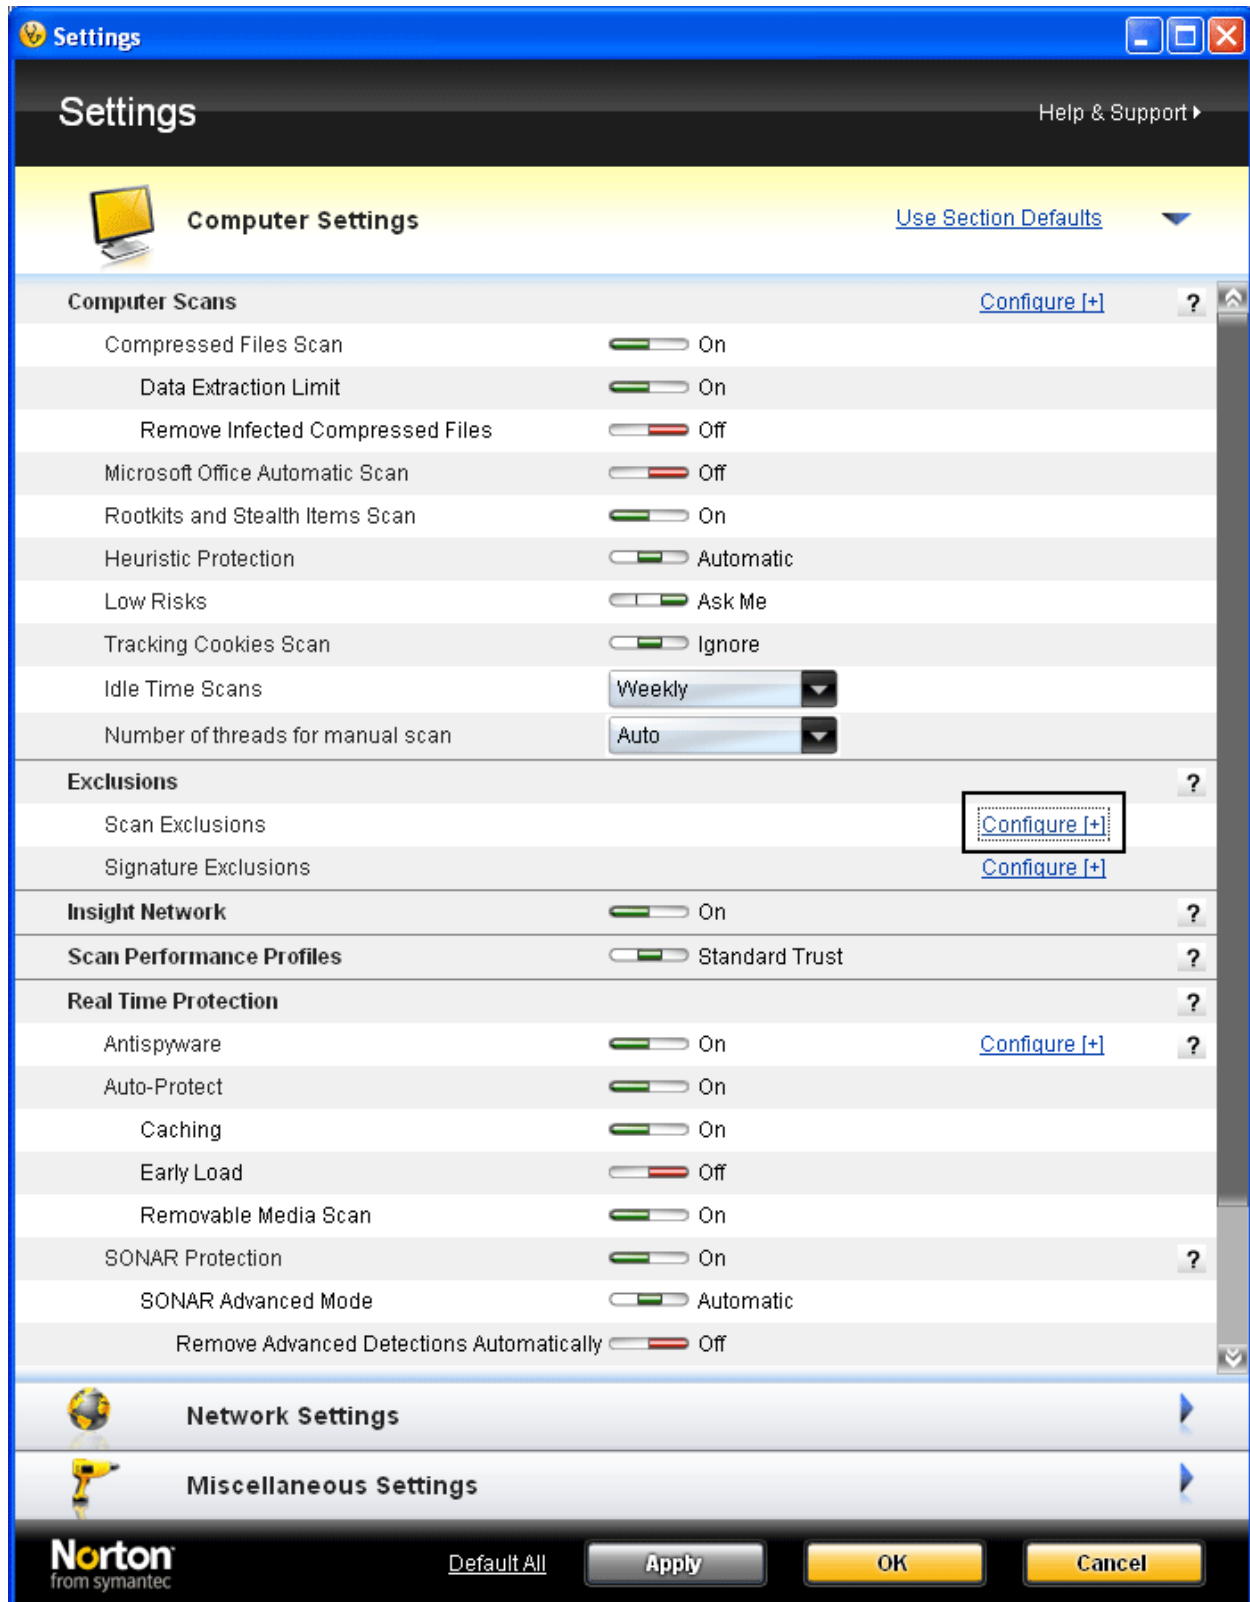 Settings
Settings
Help & Support
Computer Settings Use Section Defaults
Computer Scans Configure [+] ?
Compressed Files Scan On
Data Extraction Limit On
Remove Infected Compressed Files Off
Microsoft Office Automatic Scan Off
Rootkits and Stealth Items Scan On
Heuristic Protection Automatic
Low Risks Ask Me
Tracking Cookies Scan Ignore
Idle Time Scans Weekly
Number of threads for manual scan Auto
Exclusions ?
Scan Exclusions Configure [+]
Signature Exclusions Configure [+]
Insight Network On ?
Scan Performance Profiles Standard Trust ?
Real Time Protection ?
Antispyware On Configure [+] ?
Auto-Protect On
Caching On
Early Load Off
Removable Media Scan On
SONAR Protection On ?
SONAR Advanced Mode Automatic
Remove Advanced Detections Automatically Off
Network Settings
Miscellaneous Settings
Norton
from symantec
Default All Apply OK Cancel